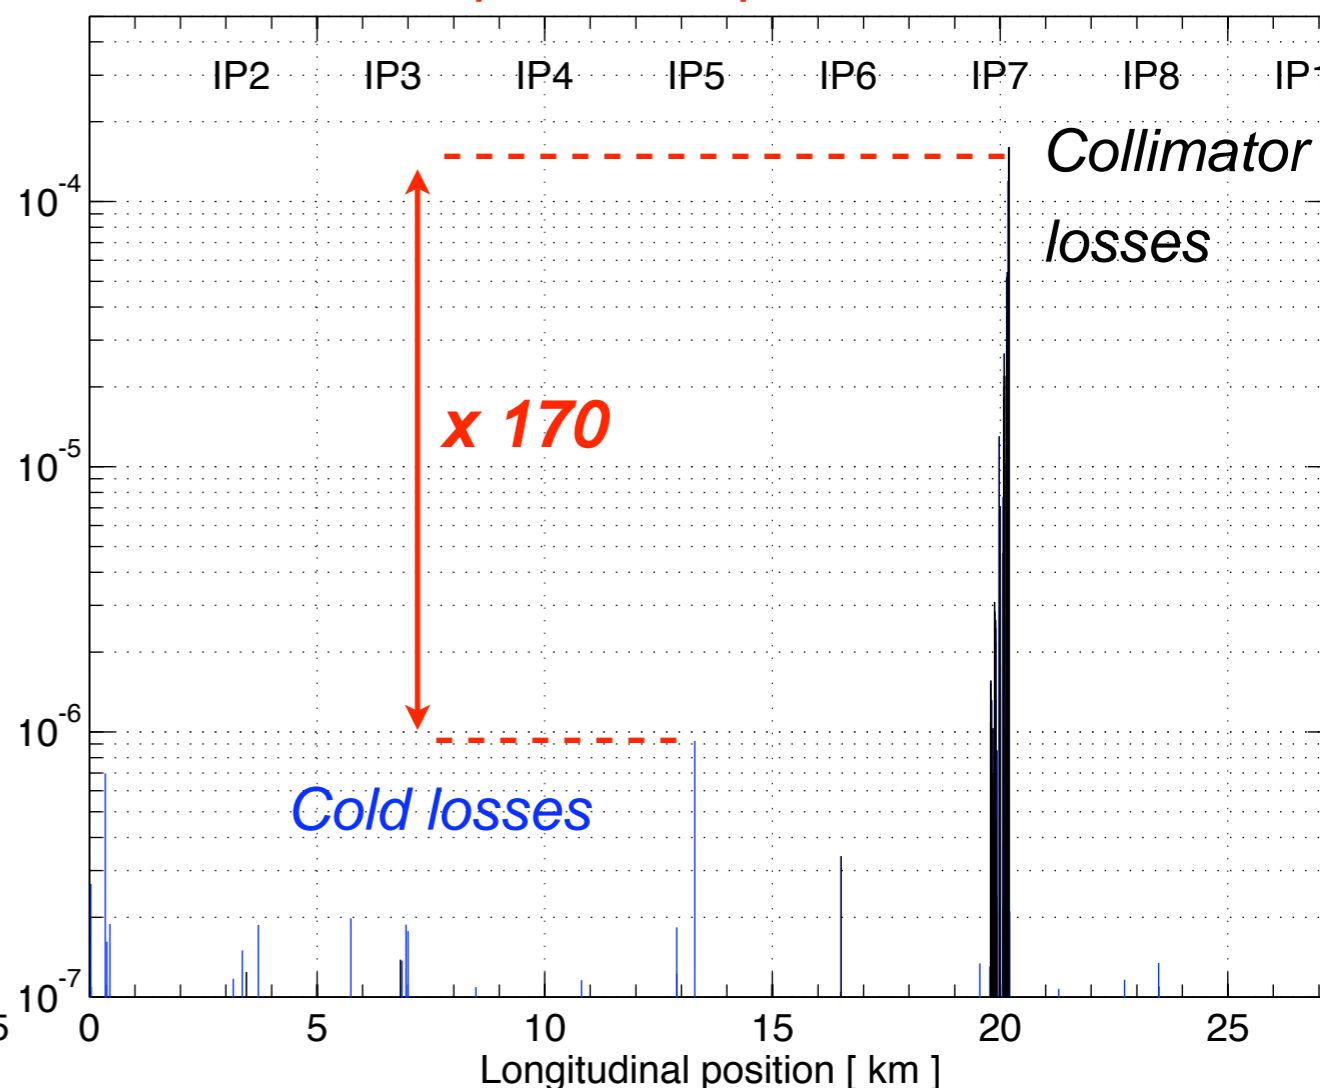 IP2 IP3 IP4 IP5 IP6 IP7 IP8
Collimator
losses
10^-4
x 170
10^-5
10^-6
Cold losses
10^-7
5 0 5 10 15 20 25
Longitudinal position [ km ]